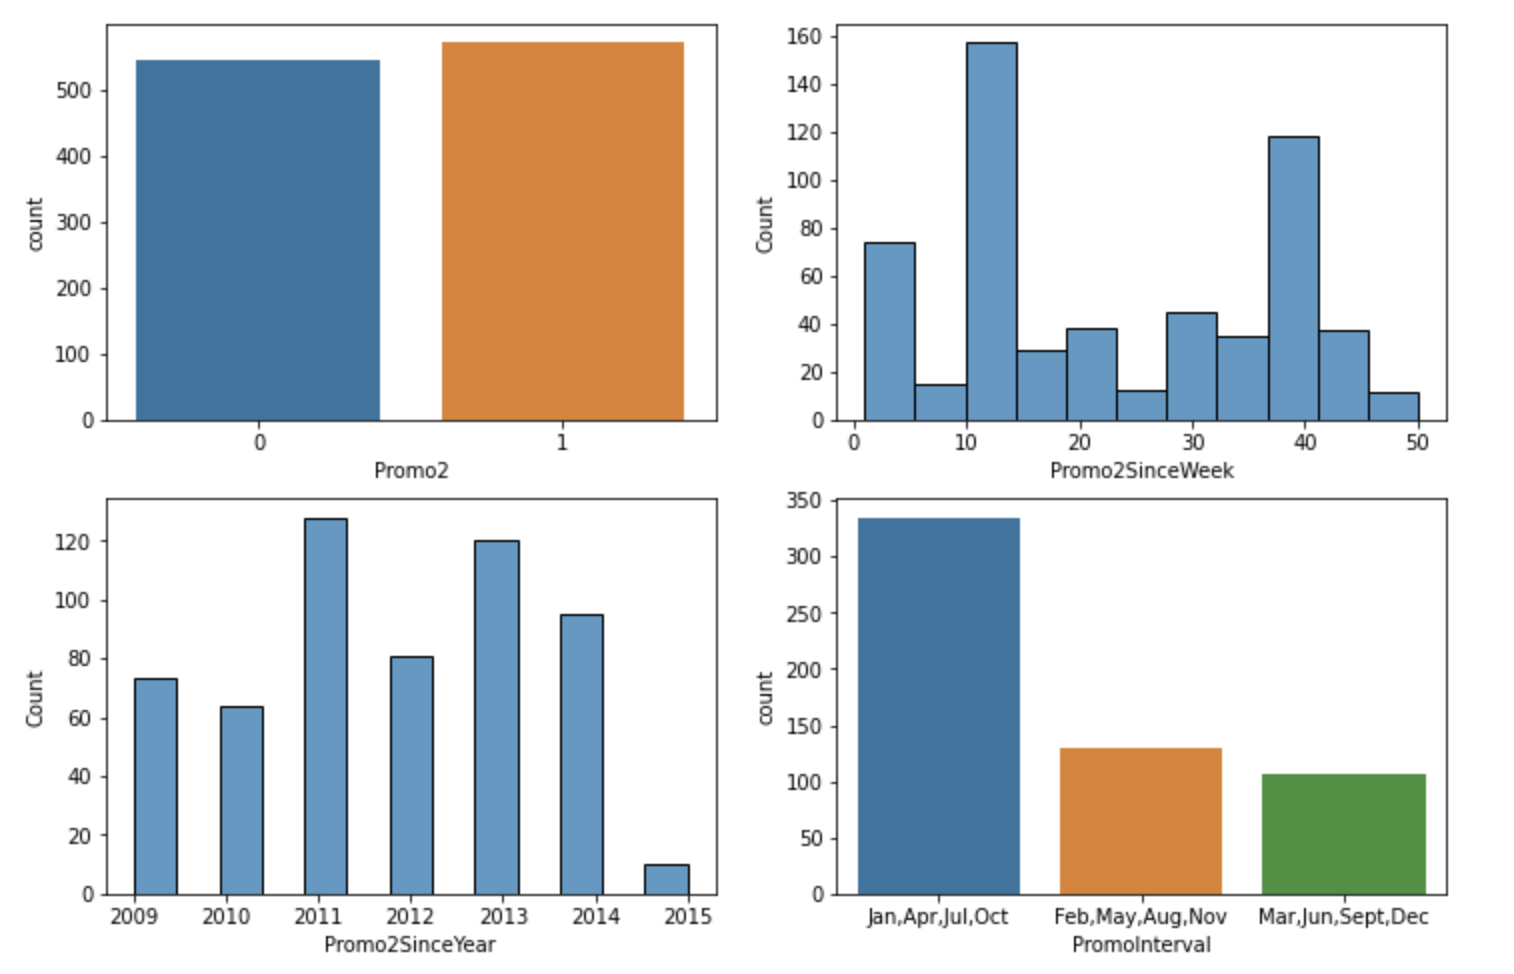 500
400
300
200
100
0
count
0 1
Promo2
160
140
120
100
80
60
40
20
0
Count
0 10 20 30 40 50
Promo2SinceWeek
120
100
80
60
40
20
0
Count
2009 2010 2011 2012 2013 2014 2015
Promo2SinceYear
350
300
250
200
150
100
50
0
count
Jan,Apr,Jul,Oct Feb,May,Aug,Nov Mar,Jun,Sept,Dec
PromoInterval